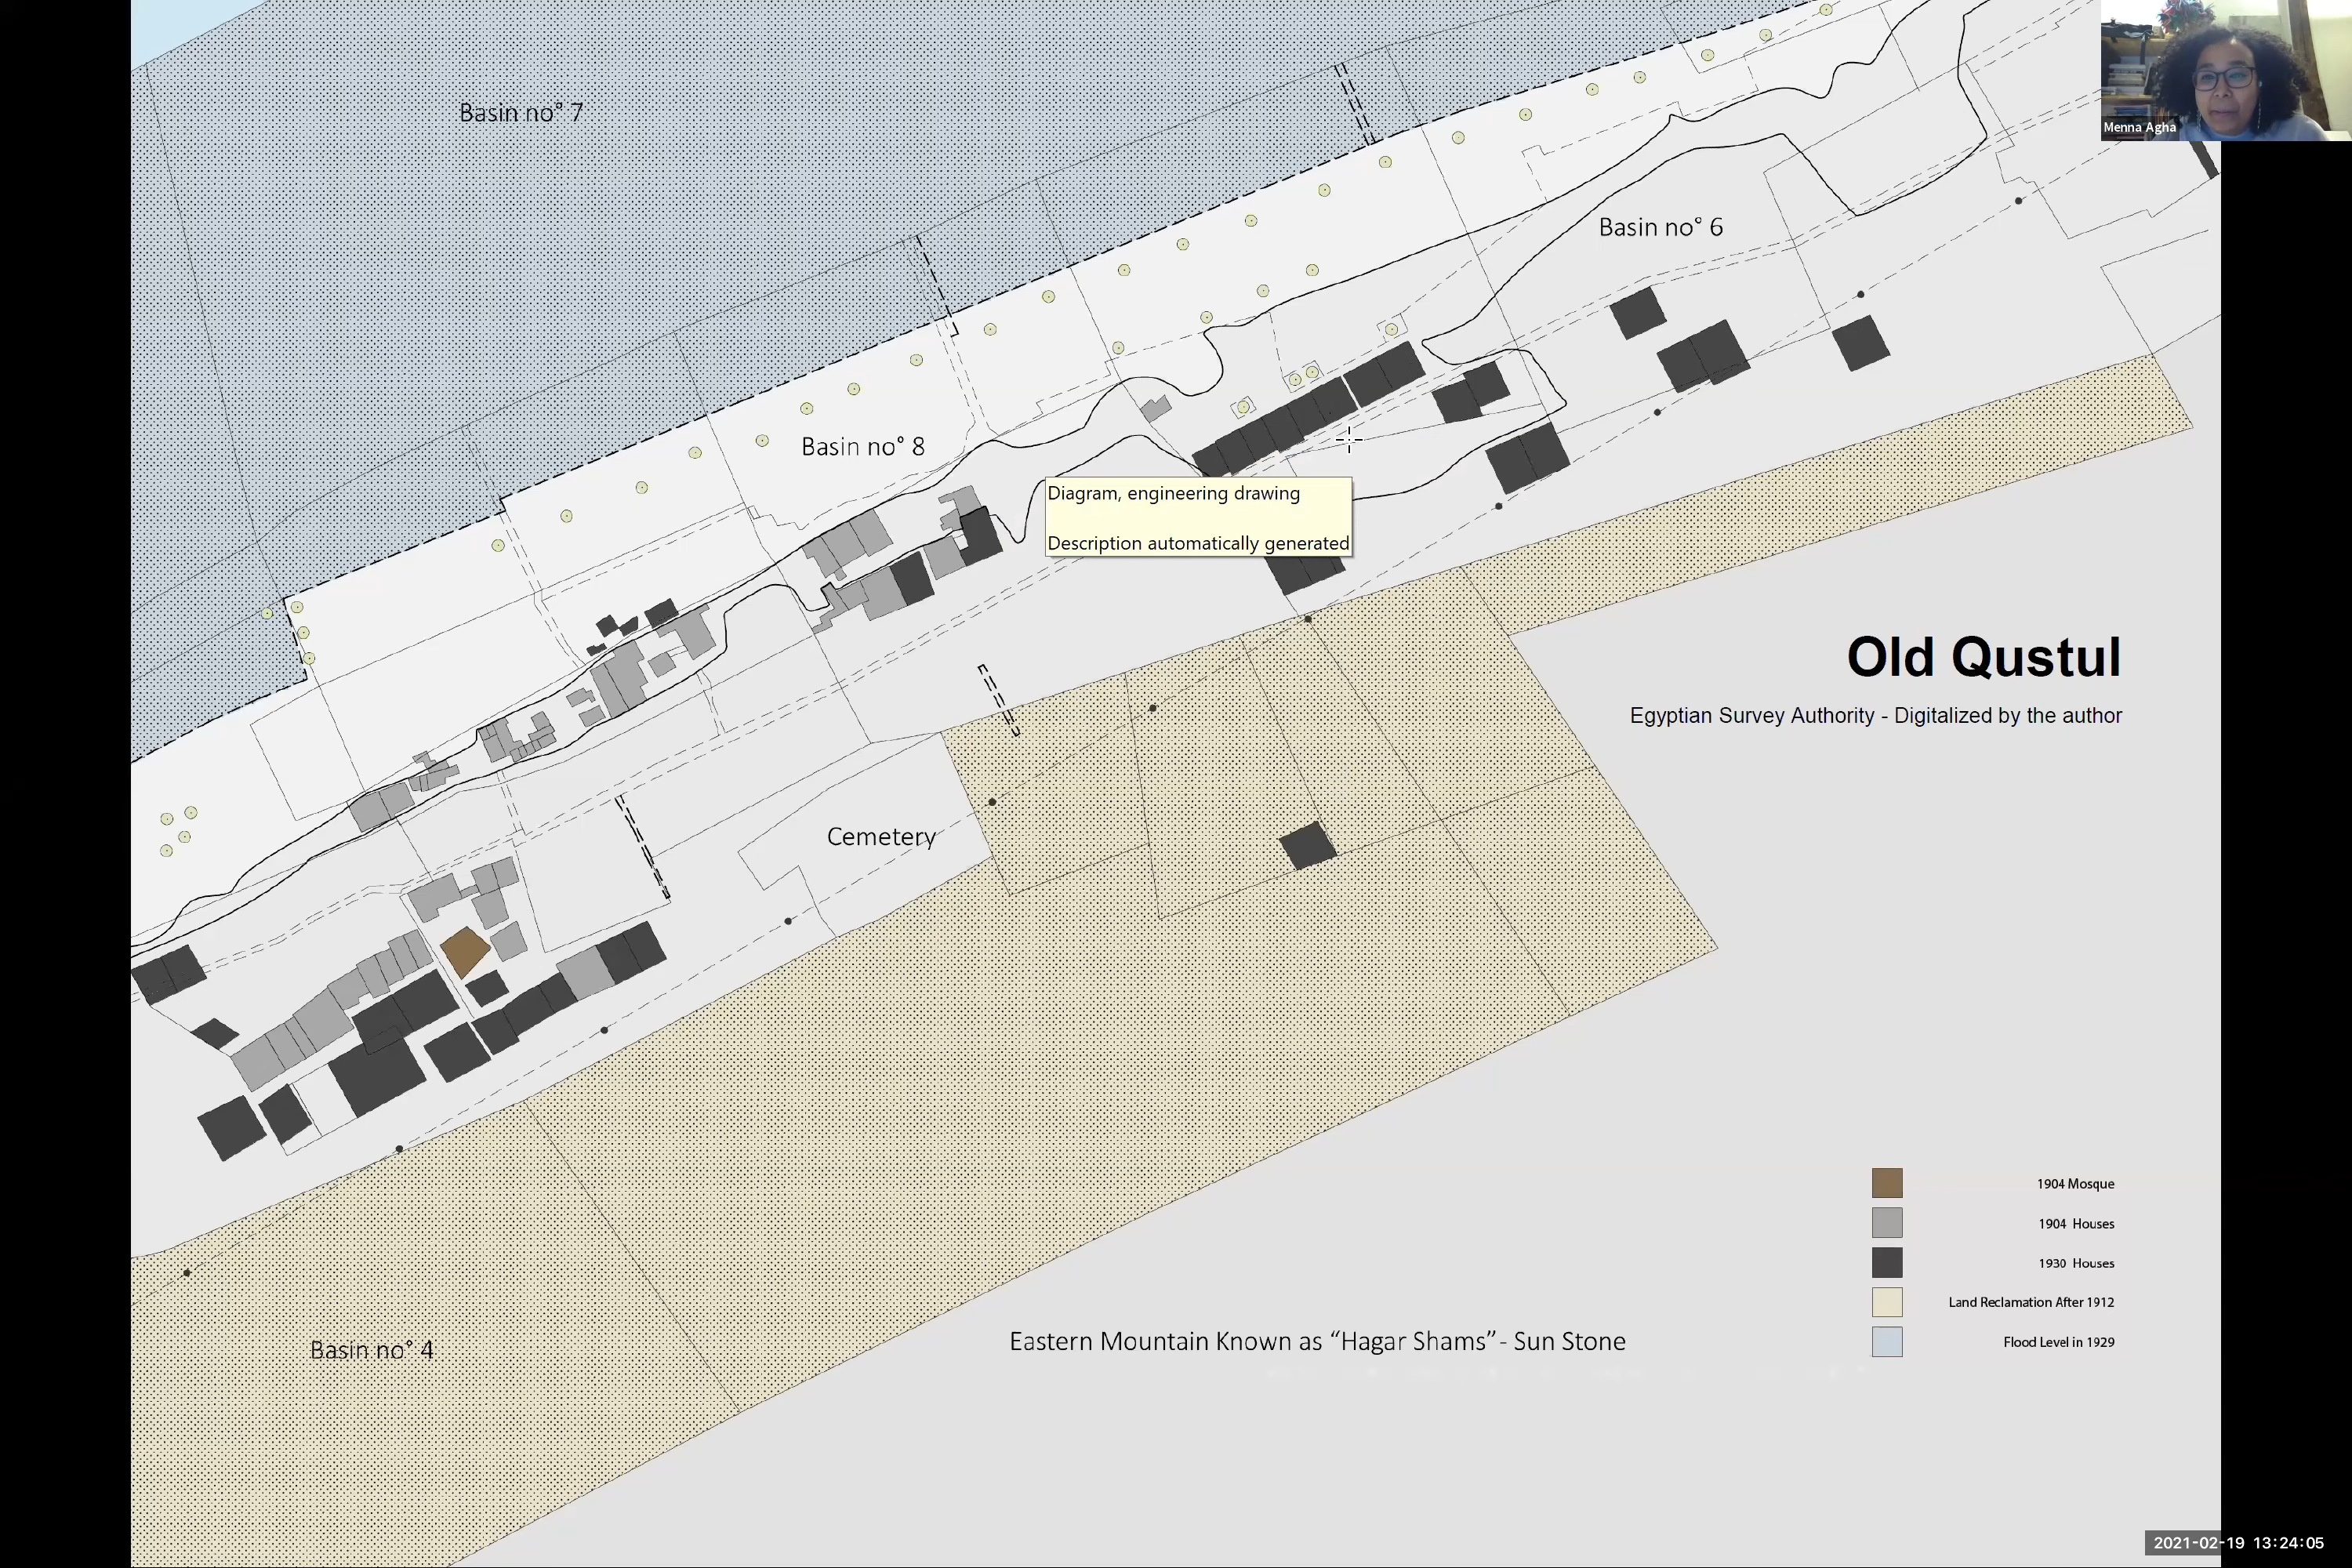 Menna Agha
Basin no° 7
Basin no° 6
Basin no° 8
Diagram, engineering drawing
Description automatically generated
Old Qustul
Egyptian Survey Authority - Digitalized by the author
Cemetery
1904 Mosque
1904 Houses
1930 Houses
Land Reclamation After 1912
Flood Level in 1929
Basin no° 4
Eastern Mountain Known as “Hagar Shams”- Sun Stone
2021-02-19 13:24:05